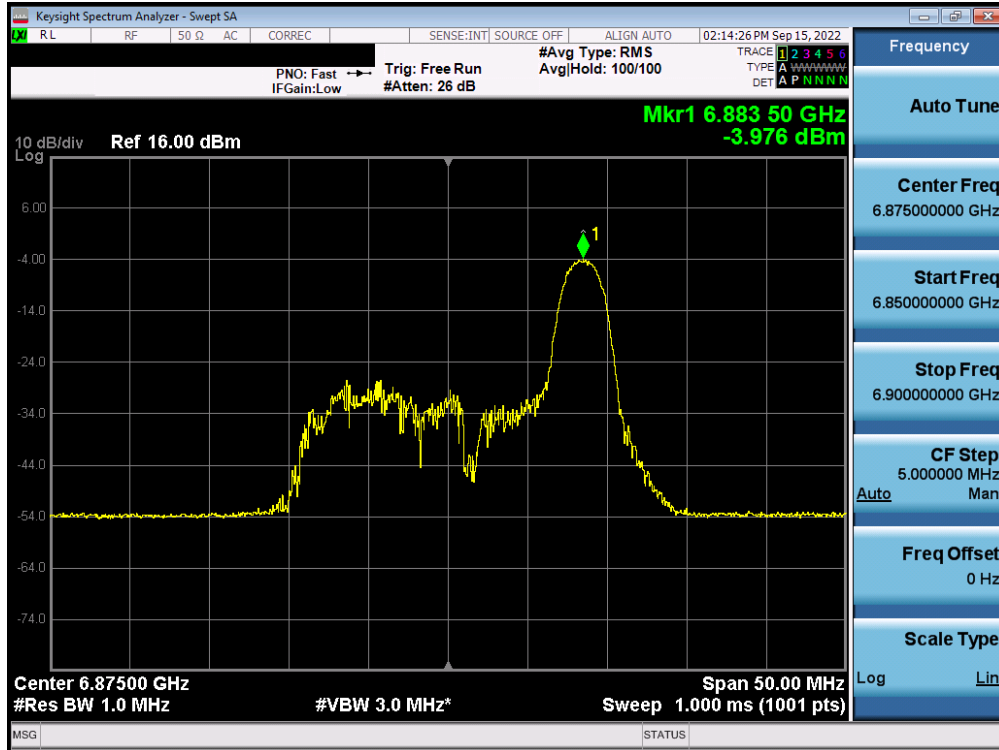 Keysight Spectrum Analyzer - Swept SA
LXI RL RF 50 Ω AC CORREC SENSE:INT SOURCE OFF ALIGN AUTO 02:14:26 PM Sep 15, 2022
PNO: Fast
IFGain:Low
Trig: Free Run
#Atten: 26 dB
#Avg Type: RMS
Avg|Hold: 100/100
TRACE 1 2 3 4 5 6
TYPE A WWWWW
DET A P N N N N
Mkr1 6.883 50 GHz
-3.976 dBm
10 dB/div Ref 16.00 dBm
Log
1
6.00
-4.00
-14.0
-24.0
-34.0
-44.0
-54.0
-64.0
-74.0
Center 6.87500 GHz Span 50.00 MHz
#Res BW 1.0 MHz #VBW 3.0 MHz* Sweep 1.000 ms (1001 pts)
MSG STATUS
Frequency
Auto Tune
Center Freq
6.875000000 GHz
Start Freq
6.850000000 GHz
Stop Freq
6.900000000 GHz
CF Step
5.000000 MHz
Auto Man
Freq Offset
0 Hz
Scale Type
Log Lin